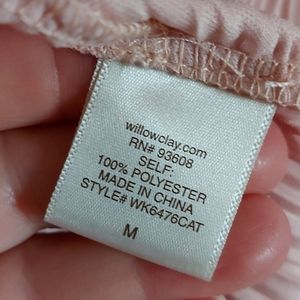 willowclay.com
RN# 93608
SELF:
100% POLYESTER
MADE IN CHINA
STYLE# WK6476CAT
M